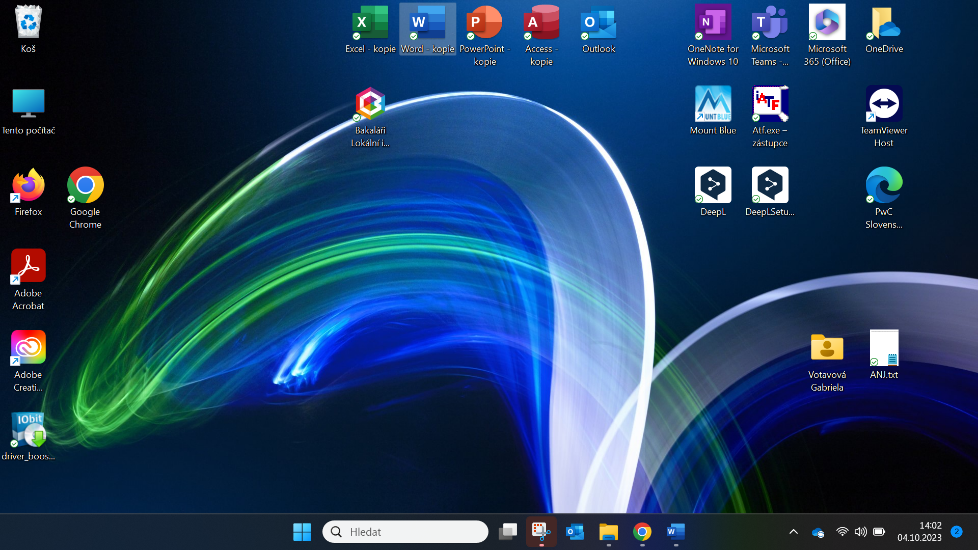 Koš
Excel - kopie
Word - kopie
PowerPoint -
kopie
Access -
kopie
Outlook
OneNote for
Windows 10
Microsoft
Teams -...
Microsoft
365 (Office)
OneDrive
Tento počítač
Bakaláři
Lokální i...
MOUNT BLUE
Mount Blue
iATF
Atf.exe –
zástupce
TeamViewer
Host
Firefox
Google
Chrome
DeepL
DeepLSetu...
PwC
Slovens...
Adobe
Acrobat
Adobe
Creati...
Votavová
Gabriela
ANJ.txt
IObit
driver_boos...
Hledat
14:02
04.10.2023
2